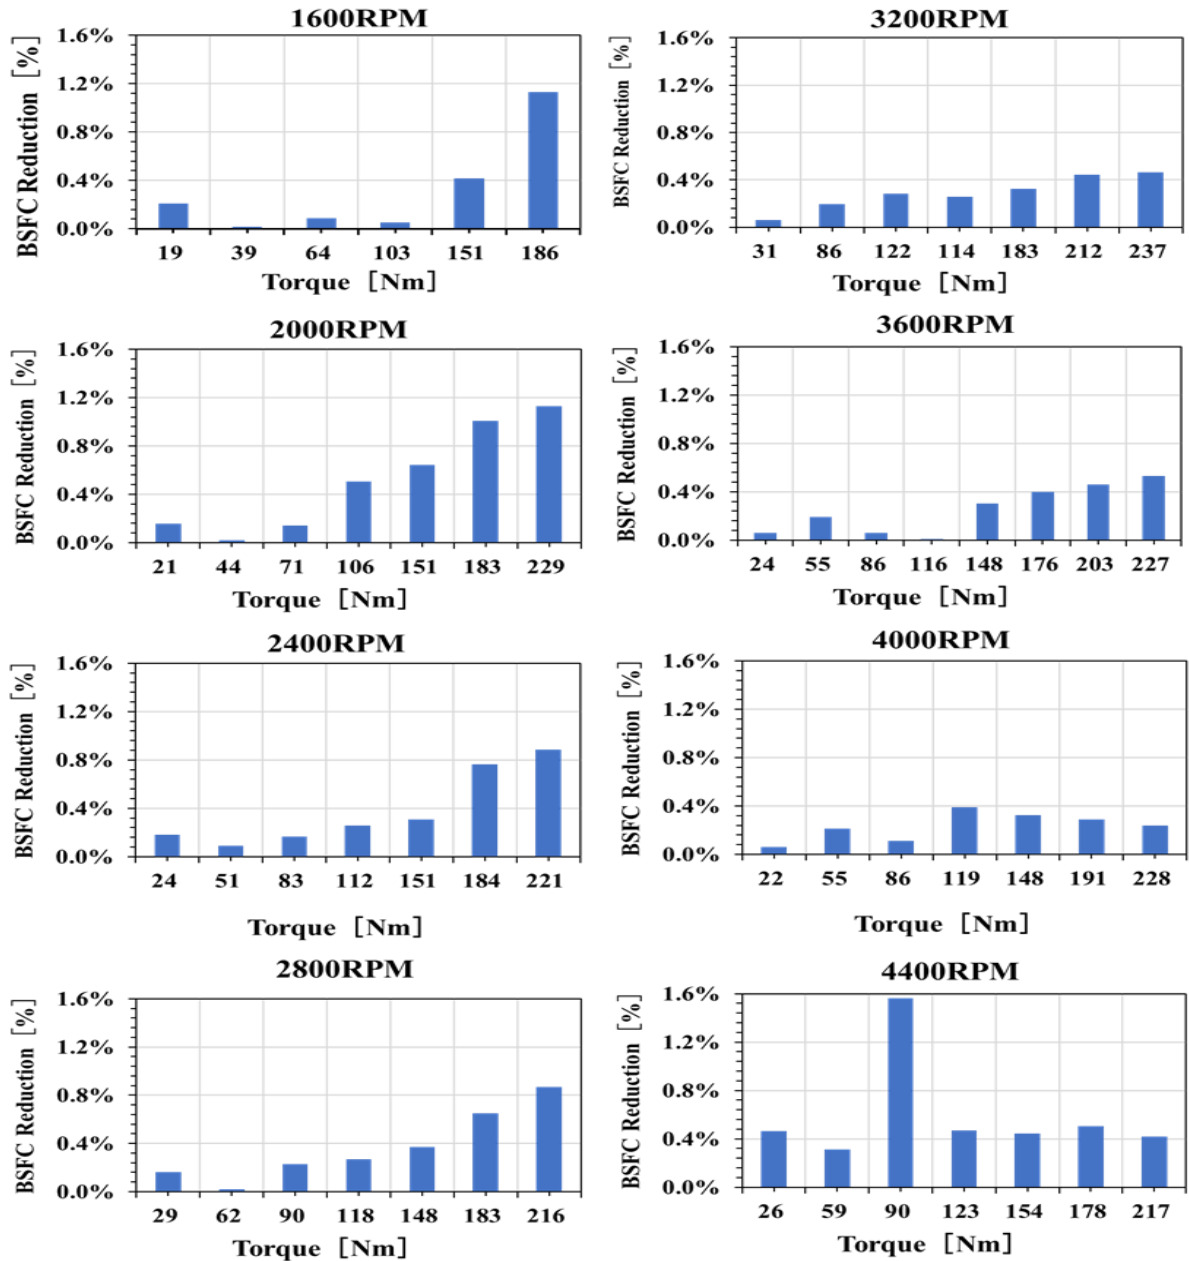 1600RPM
BSFC Reduction [%]
1.6%
1.2%
0.8%
0.4%
0.0%
19 39 64 103 151 186
Torque [Nm]
3200RPM
BSFC Reduction [%]
1.6%
1.2%
0.8%
0.4%
0.0%
31 86 122 114 183 212 237
Torque [Nm]
2000RPM
BSFC Reduction [%]
1.6%
1.2%
0.8%
0.4%
0.0%
21 44 71 106 151 183 229
Torque [Nm]
3600RPM
BSFC Reduction [%]
1.6%
1.2%
0.8%
0.4%
0.0%
24 55 86 116 148 176 203 227
Torque [Nm]
2400RPM
BSFC Reduction [%]
1.6%
1.2%
0.8%
0.4%
0.0%
24 51 83 112 151 184 221
Torque [Nm]
4000RPM
BSFC Reduction [%]
1.6%
1.2%
0.8%
0.4%
0.0%
22 55 86 119 148 191 228
Torque [Nm]
2800RPM
BSFC Reduction [%]
1.6%
1.2%
0.8%
0.4%
0.0%
29 62 90 118 148 183 216
Torque [Nm]
4400RPM
BSFC Reduction [%]
1.6%
1.2%
0.8%
0.4%
0.0%
26 59 90 123 154 178 217
Torque [Nm]